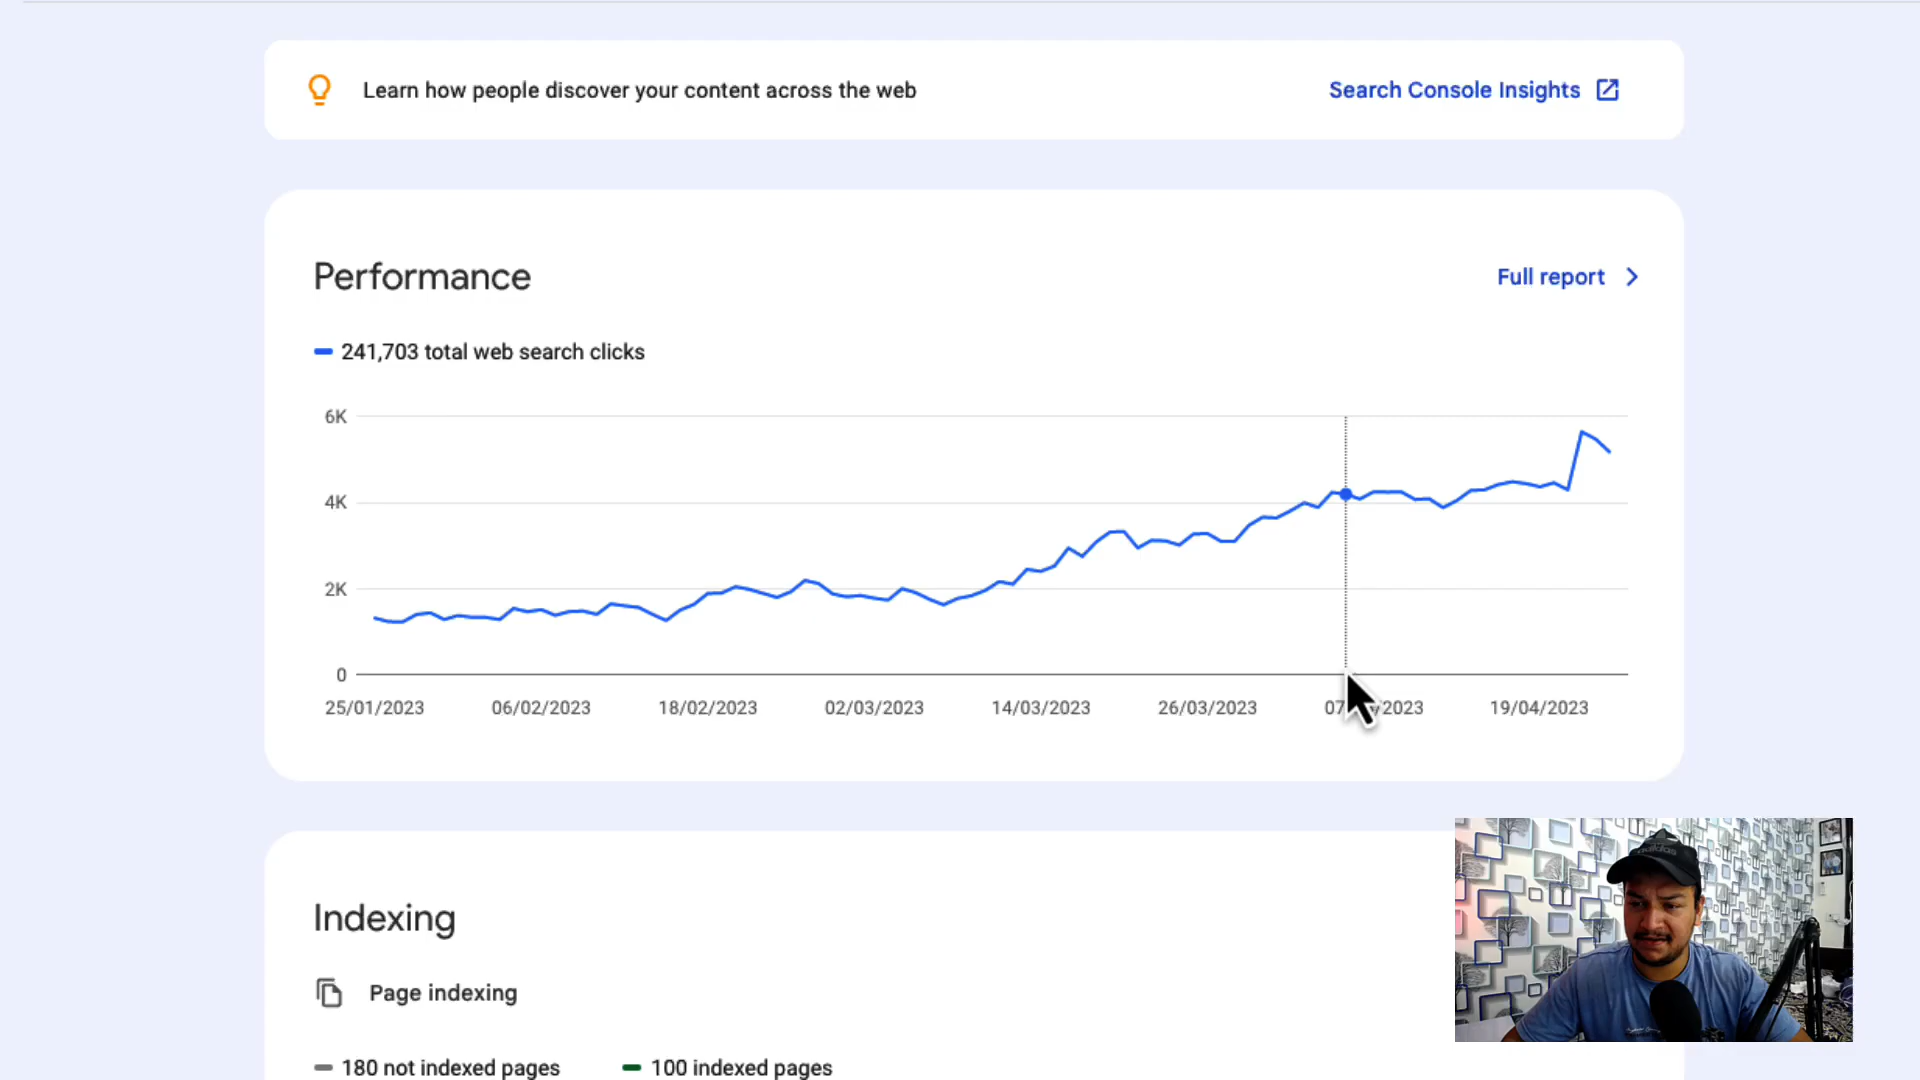 Learn how people discover your content across the web
Search Console Insights
Performance
Full report
241,703 total web search clicks
6K
4K
2K
0
25/01/2023 06/02/2023 18/02/2023 02/03/2023 14/03/2023 26/03/2023 19/04/2023
Indexing
Page indexing
180 not indexed pages 100 indexed pages